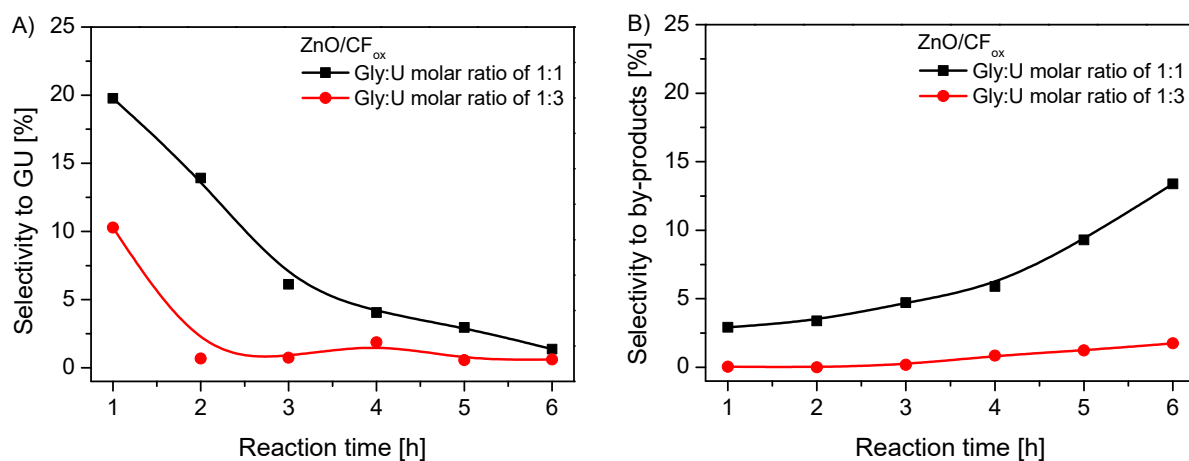 A)
ZnO/CFox
Gly:U molar ratio of 1:1
Gly:U molar ratio of 1:3
Selectivity to GU [%]
25
20
15
10
5
0
1 2 3 4 5 6
Reaction time [h]
B)
ZnO/CFox
Gly:U molar ratio of 1:1
Gly:U molar ratio of 1:3
Selectivity to by-products [%]
25
20
15
10
5
0
1 2 3 4 5 6
Reaction time [h]